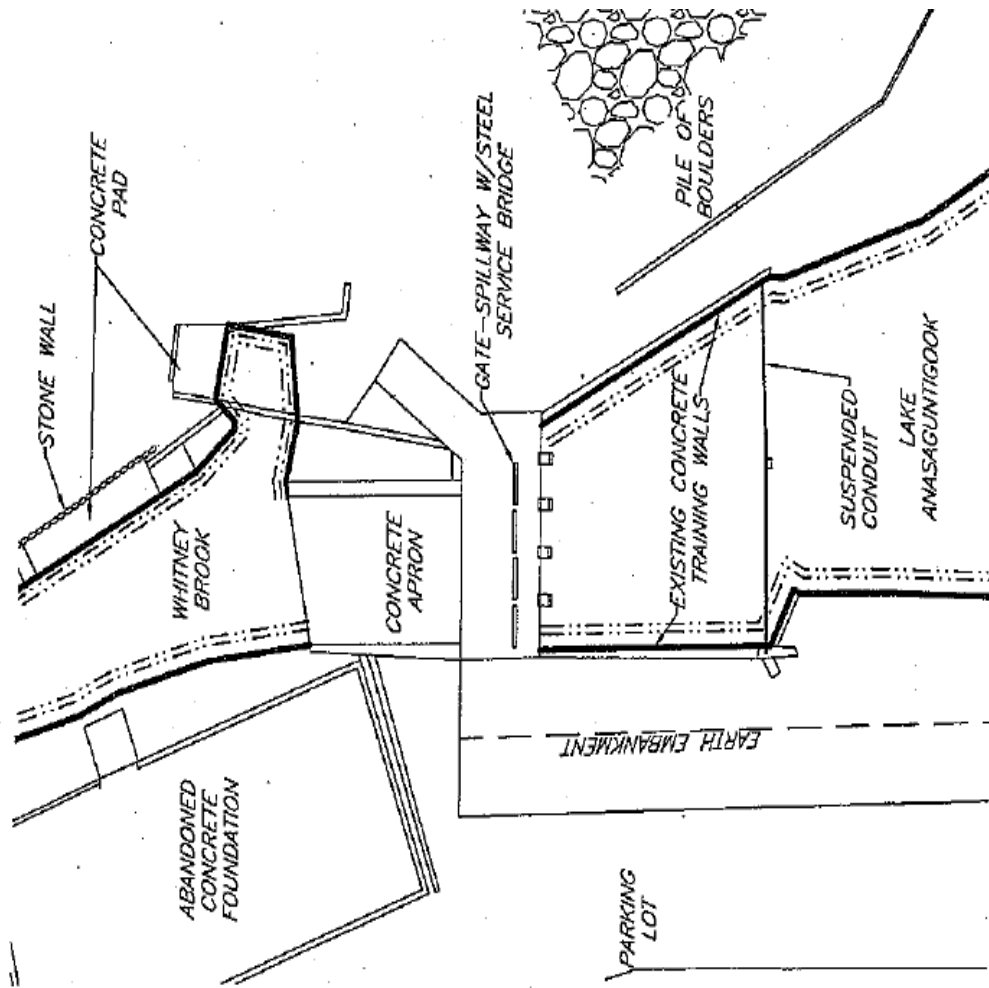 STONE WALL
CONCRETE
PAD
WHITNEY
BROOK
ABANDONED
CONCRETE
FOUNDATION
CONCRETE
APRON
GATE-SPILLWAY W/STEEL
SERVICE BRIDGE
PILE OF
BOULDERS
EXISTING CONCRETE
TRAINING WALLS
EARTH EMBANKMENT
PARKING
LOT
SUSPENDED
CONDUIT
LAKE
ANASAGUNTIGOOK